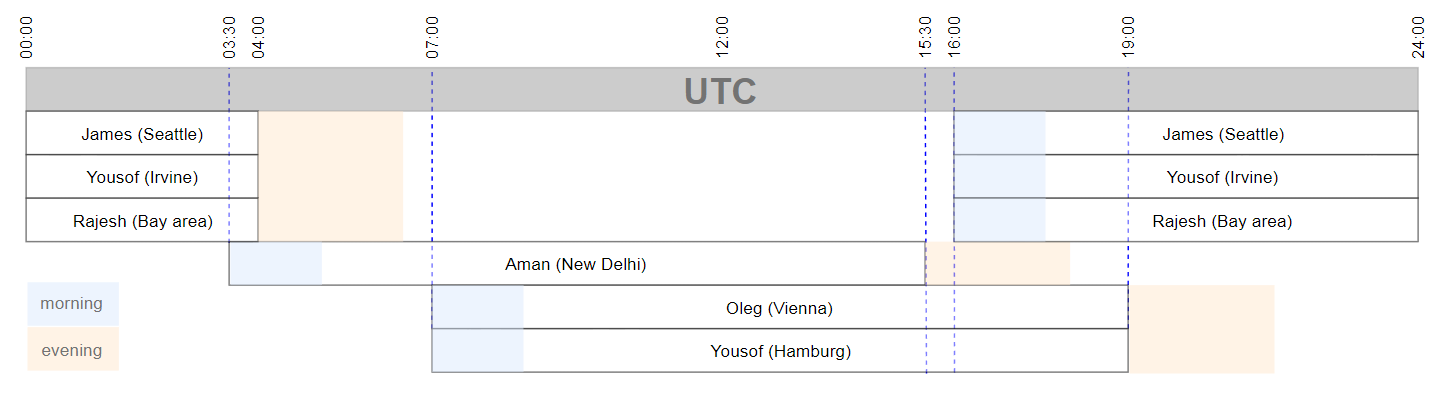 00:00
03:30
04:00
07:00
12:00
15:30
16:00
19:00
24:00
UTC
James (Seattle)
James (Seattle)
Yousof (Irvine)
Yousof (Irvine)
Rajesh (Bay area)
Rajesh (Bay area)
Aman (New Delhi)
morning
Oleg (Vienna)
evening
Yousof (Hamburg)